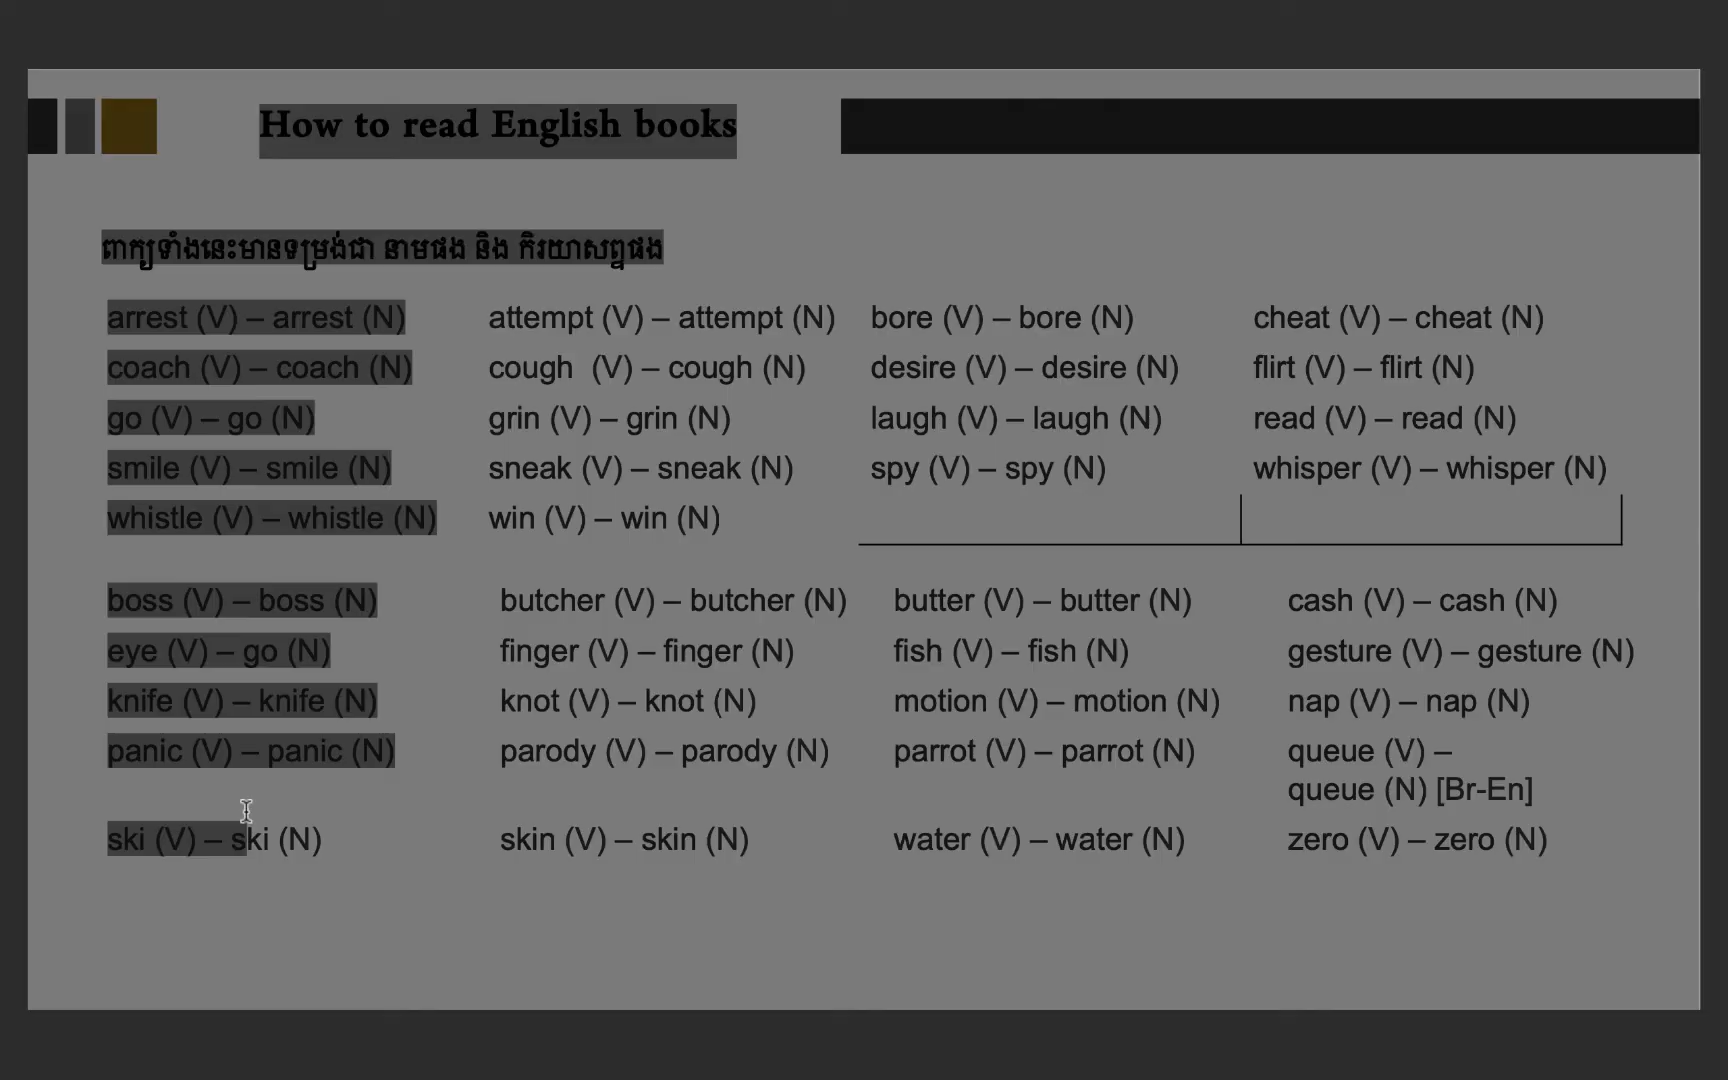 How to read English books
ពាក្យទាំងនេះមានទម្រង់ជា នាមផង និង កិរយាសព្ទផង
arrest (V) – arrest (N) attempt (V) – attempt (N) bore (V) – bore (N) cheat (V) – cheat (N)
coach (V) – coach (N) cough (V) – cough (N) desire (V) – desire (N) flirt (V) – flirt (N)
go (V) – go (N) grin (V) – grin (N) laugh (V) – laugh (N) read (V) – read (N)
smile (V) – smile (N) sneak (V) – sneak (N) spy (V) – spy (N) whisper (V) – whisper (N)
whistle (V) – whistle (N) win (V) – win (N)
boss (V) – boss (N) butcher (V) – butcher (N) butter (V) – butter (N) cash (V) – cash (N)
eye (V) – go (N) finger (V) – finger (N) fish (V) – fish (N) gesture (V) – gesture (N)
knife (V) – knife (N) knot (V) – knot (N) motion (V) – motion (N) nap (V) – nap (N)
panic (V) – panic (N) parody (V) – parody (N) parrot (V) – parrot (N) queue (V) –
queue (N) [Br-En]
ski (V) – ski (N) skin (V) – skin (N) water (V) – water (N) zero (V) – zero (N)